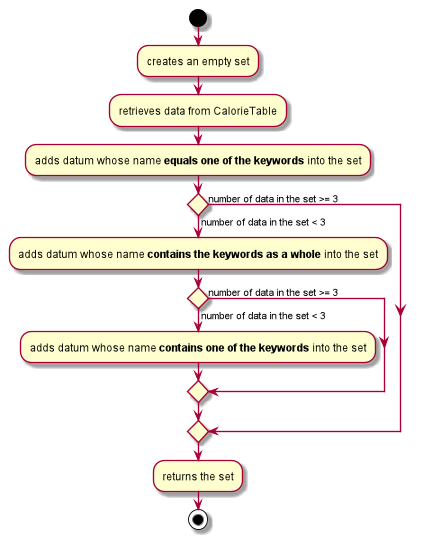 creates an empty set
retrieves data from CalorieTable
adds datum whose name equals one of the keywords into the set
number of data in the set >= 3
number of data in the set < 3
adds datum whose name contains the keywords as a whole into the set
number of data in the set >= 3
number of data in the set < 3
adds datum whose name contains one of the keywords into the set
returns the set